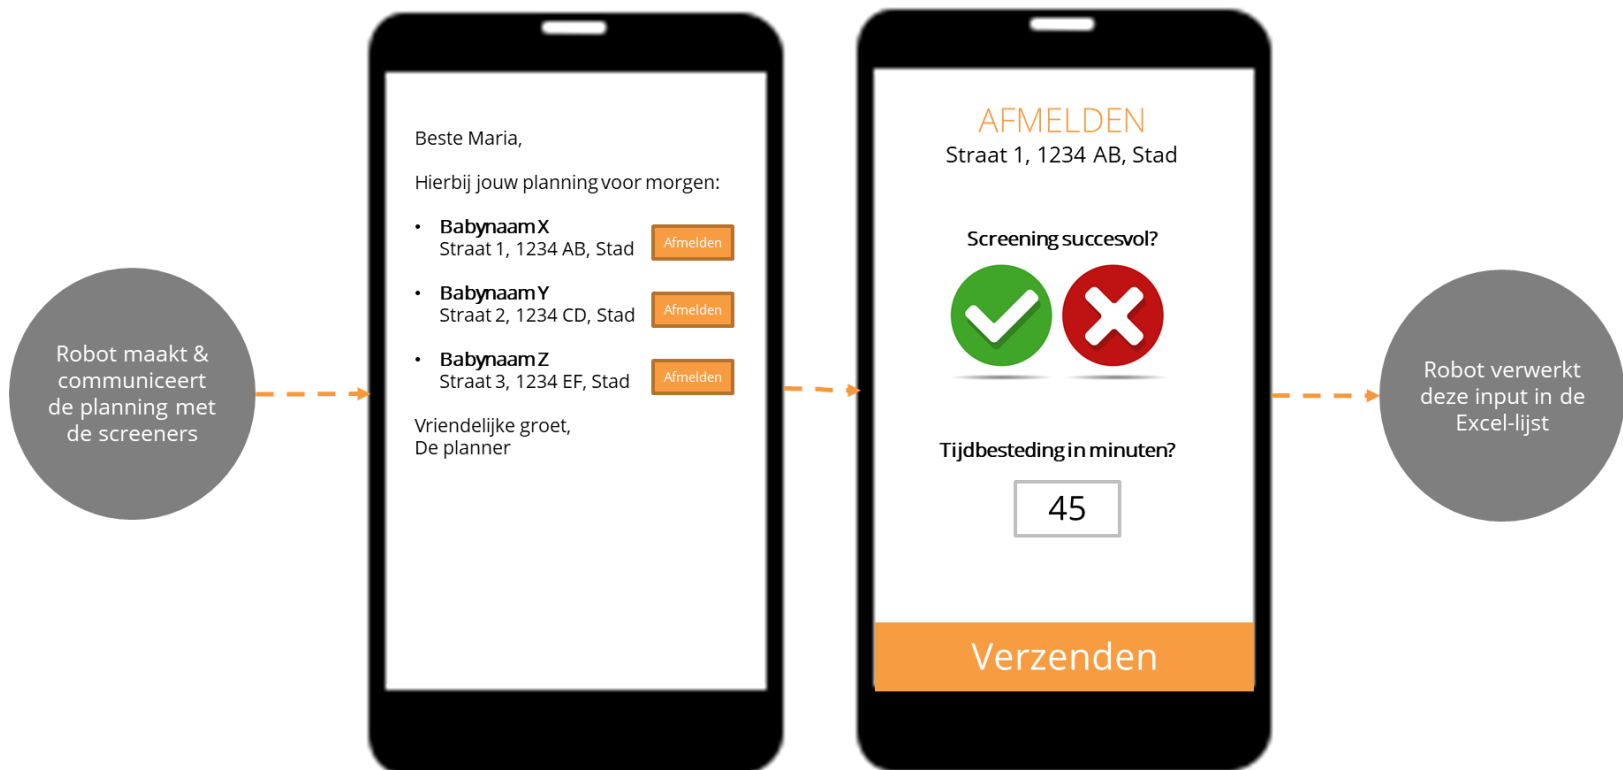 Robot maakt &
communiceert
de planning met
de screeners
Beste Maria,
Hierbij jouw planning voor morgen:
• Babynaam X
Straat 1, 1234 AB, Stad
Afmelden
• Babynaam Y
Straat 2, 1234 CD, Stad
Afmelden
• Babynaam Z
Straat 3, 1234 EF, Stad
Afmelden
Vriendelijke groet,
De planner
AFMELDEN
Straat 1, 1234 AB, Stad
Screening succesvol?
Tijdbesteding in minuten?
45
Verzenden
Robot verwerkt
deze input in de
Excel-lijst